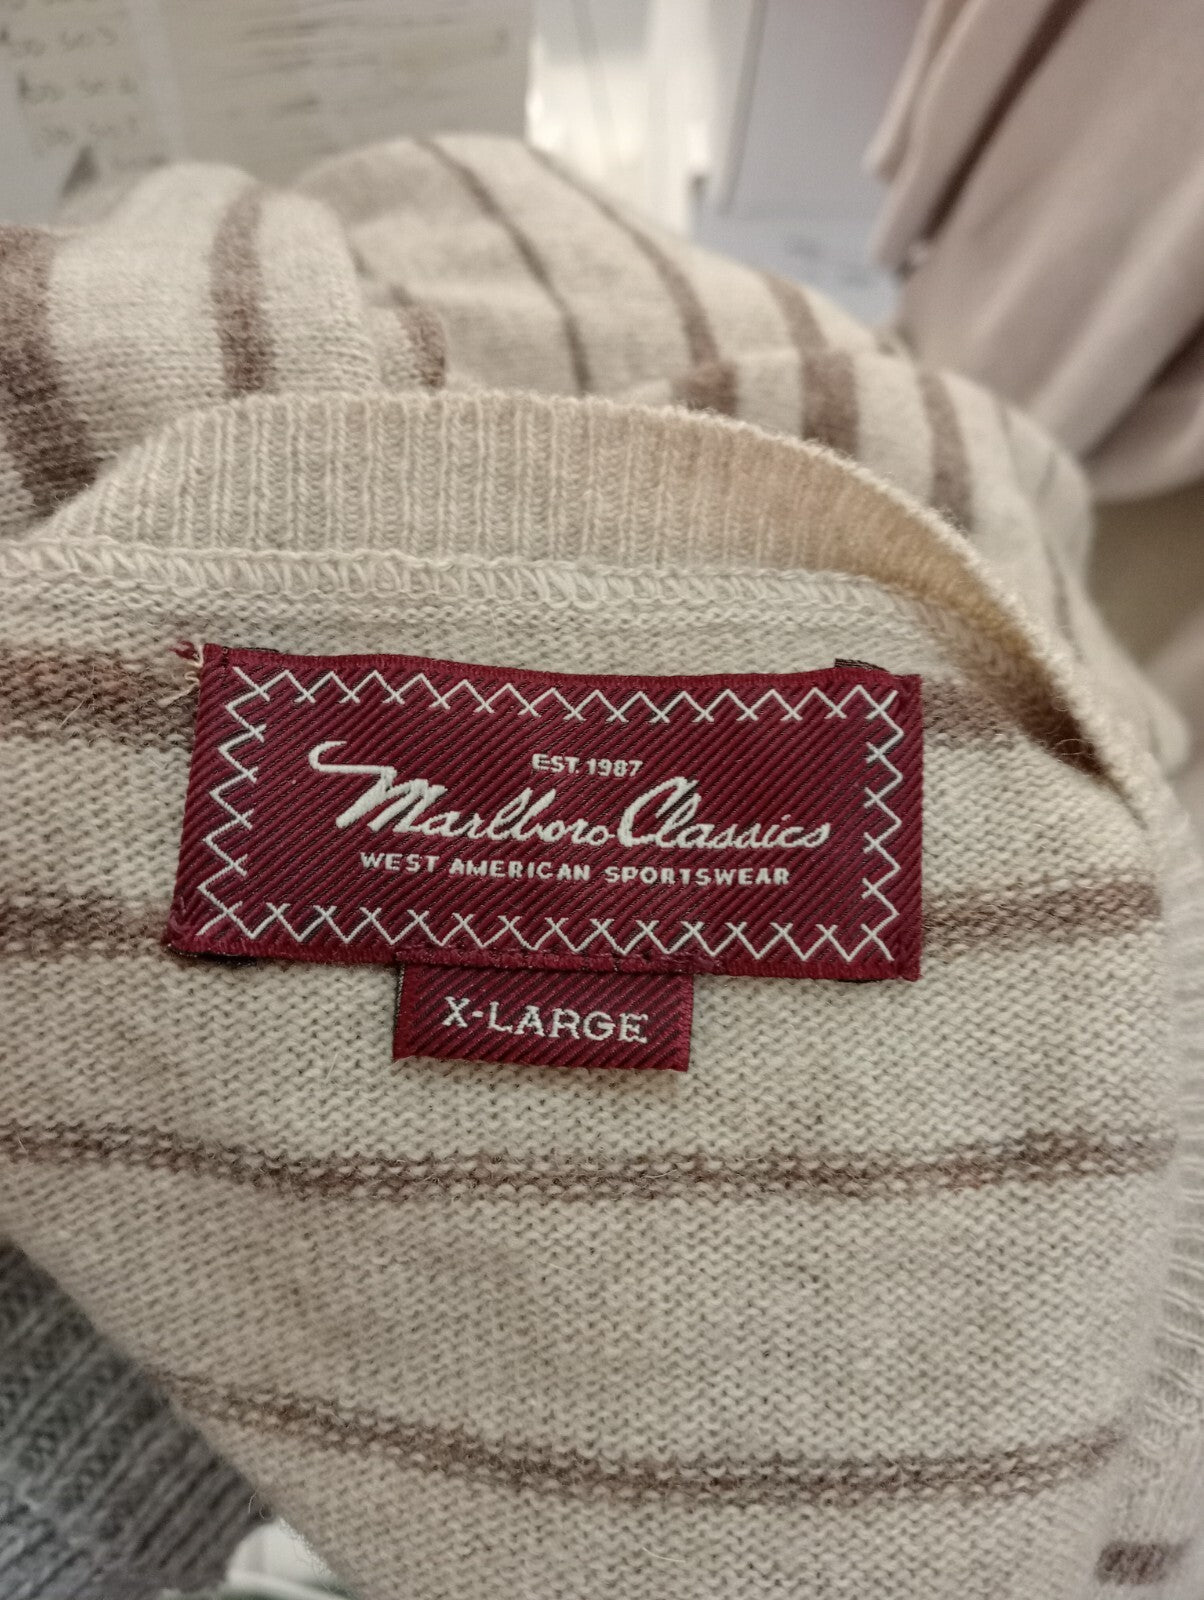 EST. 1987
Marlboro Classics
WEST AMERICAN SPORTSWEAR
X-LARGE